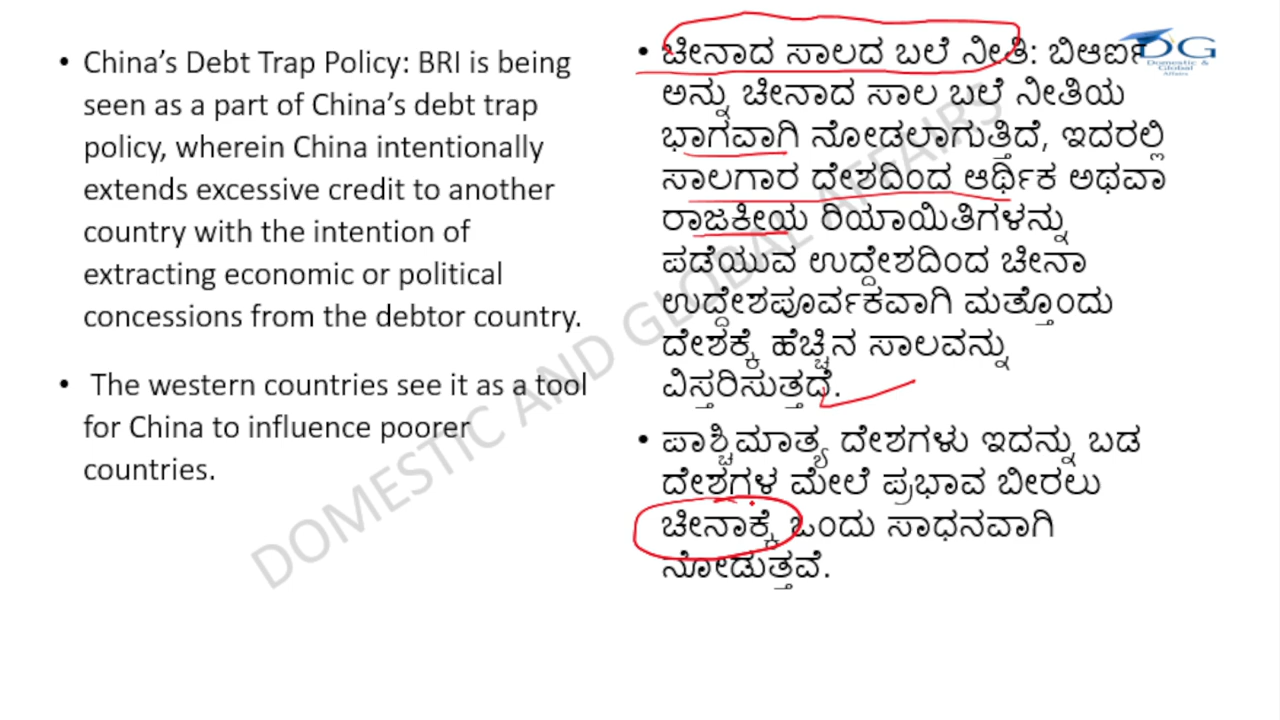 • China's Debt Trap Policy: BRI is being
seen as a part of China's debt trap
policy, wherein China intentionally
extends excessive credit to another
country with the intention of
extracting economic or political
concessions from the debtor country.
• The western countries see it as a tool
for China to influence poorer
countries.
• ಚೀನಾದ ಸಾಲದ ಬಲೆ ನೀತಿ: ಬಿಆರ್ಐ
ಅನ್ನು ಚೀನಾದ ಸಾಲ ಬಲೆ ನೀತಿಯ
ಭಾಗವಾಗಿ ನೋಡಲಾಗುತ್ತಿದೆ, ಇದರಲ್ಲಿ
ಸಾಲಗಾರ ದೇಶದಿಂದ ಆರ್ಥಿಕ ಅಥವಾ
ರಾಜಕೀಯ ರಿಯಾಯಿತಿಗಳನ್ನು
ಪಡೆಯುವ ಉದ್ದೇಶದಿಂದ ಚೀನಾ
ಉದ್ದೇಶಪೂರ್ವಕವಾಗಿ ಮತ್ತೊಂದು
ದೇಶಕ್ಕೆ ಹೆಚ್ಚಿನ ಸಾಲವನ್ನು
ವಿಸ್ತರಿಸುತ್ತದೆ.
• ಪಾಶ್ಚಿಮಾತ್ಯ ದೇಶಗಳು ಇದನ್ನು ಬಡ
ದೇಶಗಳ ಮೇಲೆ ಪ್ರಭಾವ ಬೀರಲು
ಚೀನಾಕ್ಕೆ ಒಂದು ಸಾಧನವಾಗಿ
ನೋಡುತ್ತವೆ.
DG
Domestic &
Global
Affairs
DOMESTIC AND GLOBAL AFFAIRS